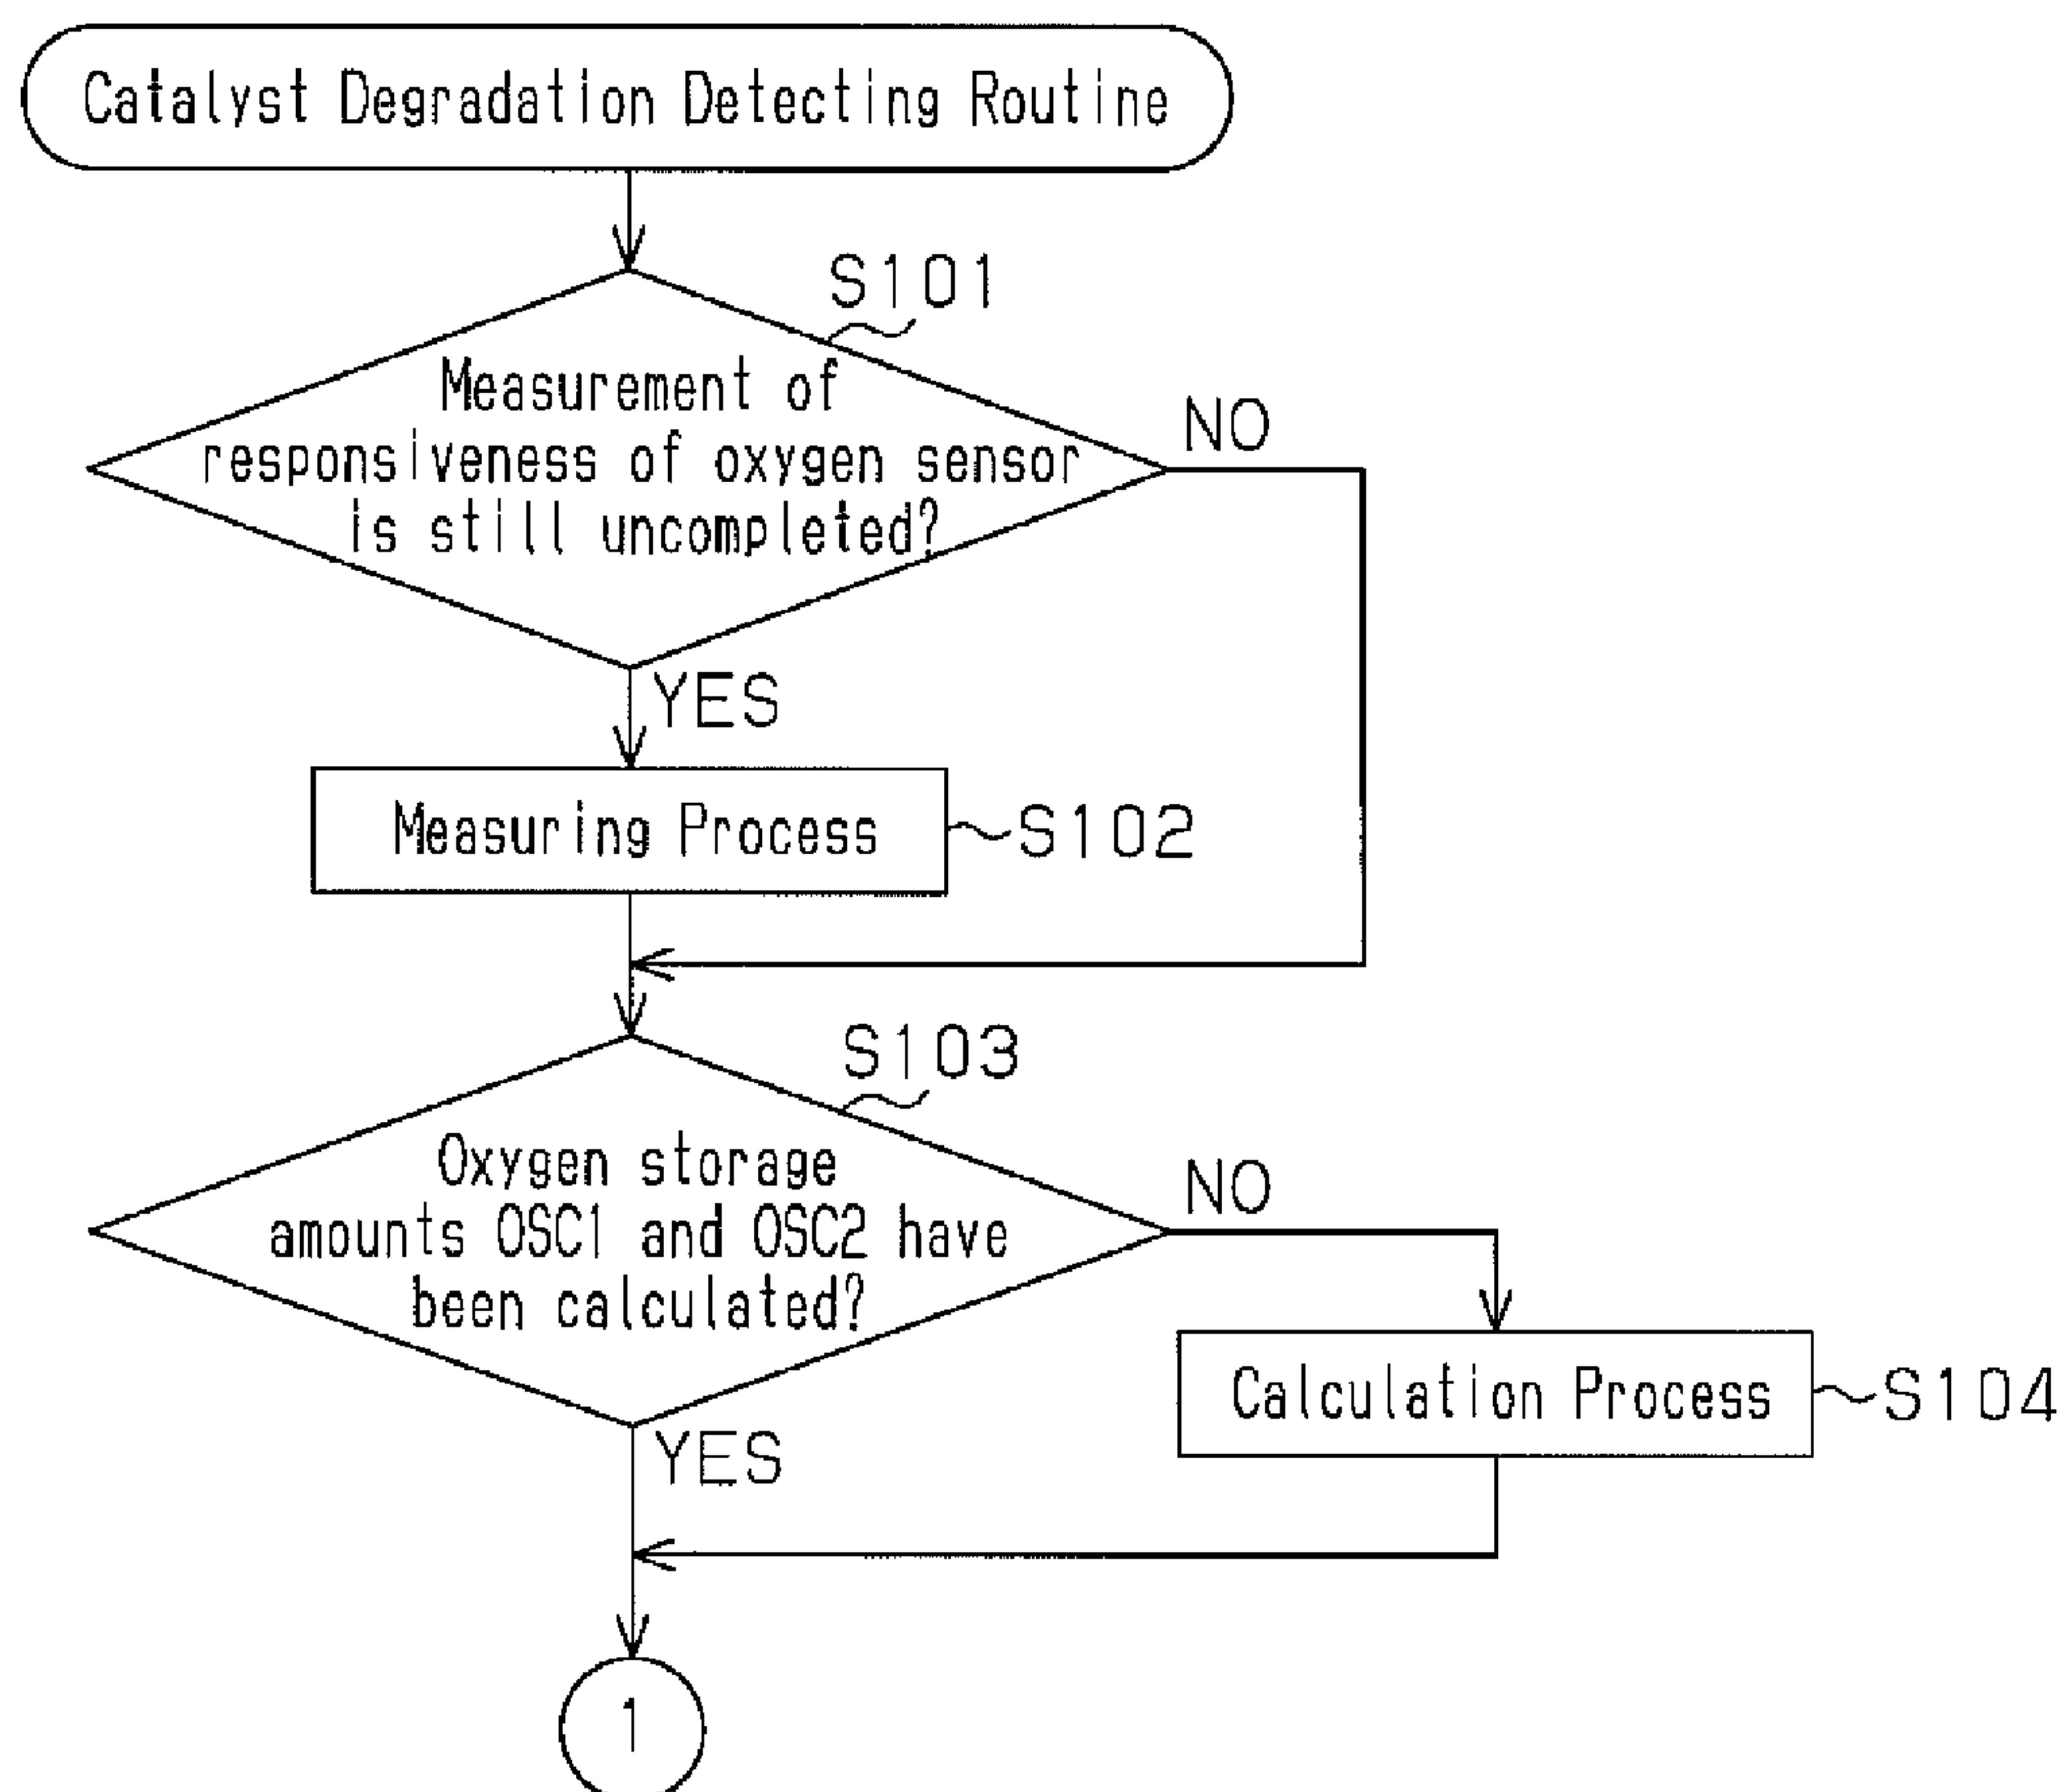 Catalyst Degradation Detecting Routine
S101
Measurement of
responsiveness of oxygen sensor
is still uncompleted?
NO
YES
Measuring Process
S102
S103
Oxygen storage
amounts OSC1 and OSC2 have
been calculated?
NO
Calculation Process
S104
YES
1